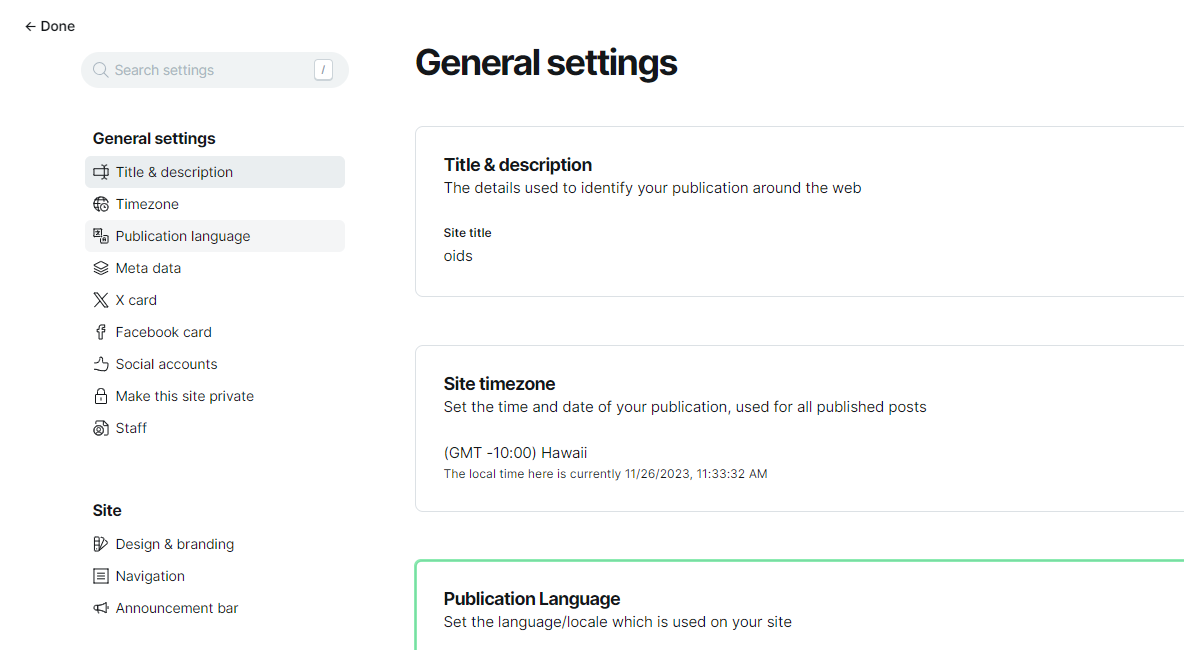 ← Done
Search settings /
General settings
Title & description
Timezone
Publication language
Meta data
X card
Facebook card
Social accounts
Make this site private
Staff
Site
Design & branding
Navigation
Announcement bar
General settings
Title & description
The details used to identify your publication around the web
Site title
oids
Site timezone
Set the time and date of your publication, used for all published posts
(GMT -10:00) Hawaii
The local time here is currently 11/26/2023, 11:33:32 AM
Publication Language
Set the language/locale which is used on your site